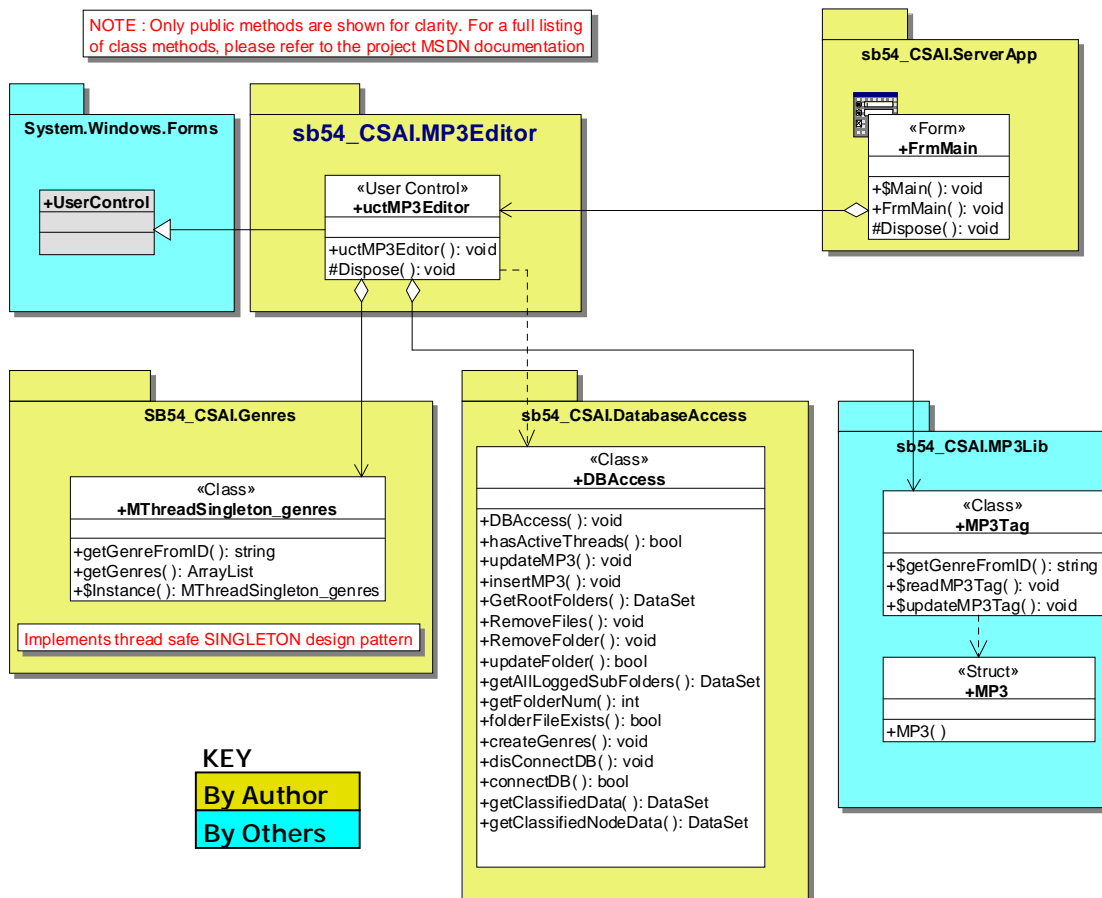 NOTE : Only public methods are shown for clarity. For a full listing
of class methods, please refer to the project MSDN documentation
sb54_CSAI.ServerApp
«Form»
+FrmMain
+$Main( ): void
+FrmMain( ): void
#Dispose( ): void
System.Windows.Forms
+UserControl
sb54_CSAI.MP3Editor
«User Control»
+uctMP3Editor
+uctMP3Editor( ): void
#Dispose( ): void
SB54_CSAI.Genres
«Class»
+MThreadSingleton_genres
+getGenreFromID( ): string
+getGenres( ): ArrayList
+$Instance( ): MThreadSingleton_genres
Implements thread safe SINGLETON design pattern
sb54_CSAI.DatabaseAccess
«Class»
+DBAccess
+DBAccess( ): void
+hasActiveThreads( ): bool
+updateMP3( ): void
+insertMP3( ): void
+GetRootFolders( ): DataSet
+RemoveFiles( ): void
+RemoveFolder( ): void
+updateFolder( ): bool
+getAllLoggedSubFolders( ): DataSet
+getFolderNum( ): int
+folderFileExists( ): bool
+createGenres( ): void
+disConnectDB( ): void
+connectDB( ): bool
+getClassifiedData( ): DataSet
+getClassifiedNodeData( ): DataSet
sb54_CSAI.MP3Lib
«Class»
+MP3Tag
+$getGenreFromID( ): string
+$readMP3Tag( ): void
+$updateMP3Tag( ): void
«Struct»
+MP3
+MP3( )
KEY
By Author
By Others